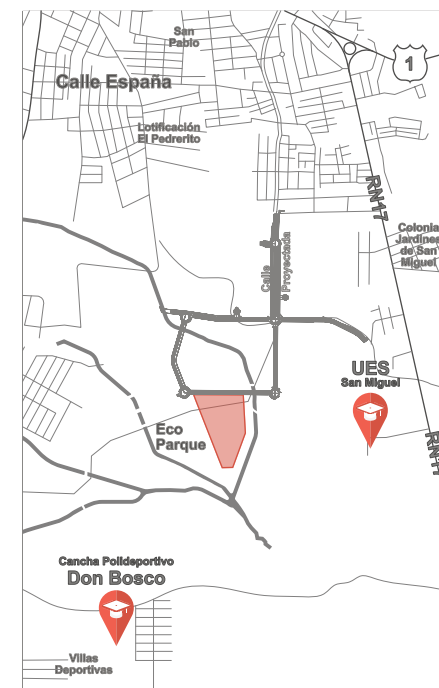 San
Pablo
1
Calle España
Lotificación
El Pedrerito
RN17
Colonia
Jardines
de San
Miguel
Calle
Proyectada
UES
San Miguel
Eco
Parque
RN17
Cancha Polideportivo
Don Bosco
Villas
Deportivas